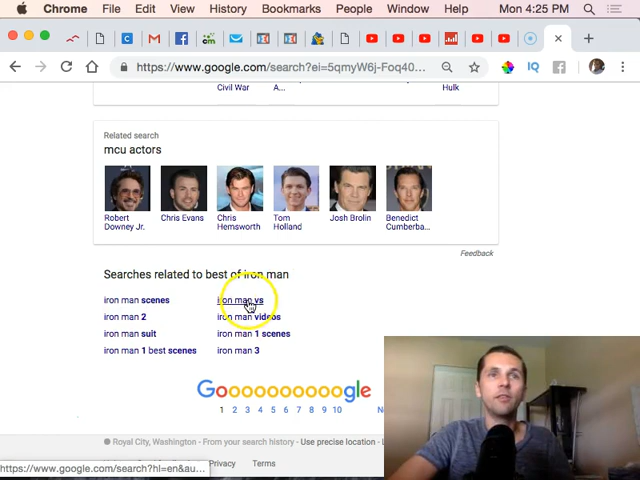 Chrome File Edit View History Bookmarks People Window Help Mon 4:25 PM
https://www.google.com/search?ei=5qmyW6j-Foq40...
Civil War A... Hulk
Related search
mcu actors
Robert Downey Jr.
Chris Evans
Chris Hemsworth
Tom Holland
Josh Brolin
Benedict Cumberba...
Feedback
Searches related to best of iron man
iron man scenes iron man vs
iron man 2 iron man videos
iron man suit iron man 1 scenes
iron man 1 best scenes iron man 3
Goooooooooogle
1 2 3 4 5 6 7 8 9 10
Royal City, Washington - From your search history - Use precise location -
https://www.google.com/search?hl=en&au... Privacy Terms